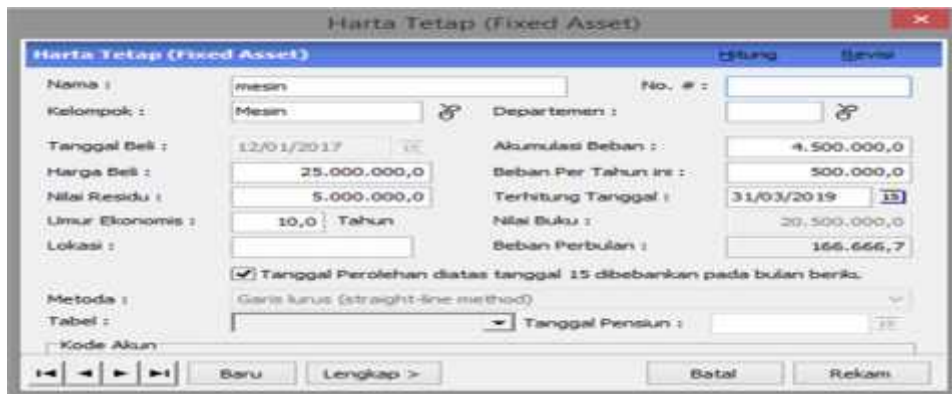 Harta Tetap (Fixed Asset)
Harta Tetap (Fixed Asset) Hitung Revisi
Nama : mesin No. # :
Kelompok : Mesin Departemen :
Tanggal Beli : 12/01/2017 15 Akumulasi Beban : 4.500.000,0
Harga Beli : 25.000.000,0 Beban Per Tahun ini : 500.000,0
Nilai Residu : 5.000.000,0 Terhitung Tanggal : 31/03/2019 15
Umur Ekonomis : 10,0 Tahun Nilai Buku : 20.500.000,0
Lokasi : Beban Perbulan : 166.666,7
Tanggal Perolehan diatas tanggal 15 dibebankan pada bulan beriku
Metoda : Garis lurus (straight-line method)
Tabel : Tanggal Pensiun : 15
Kode Akun
Baru Lengkap > Batal Rekam